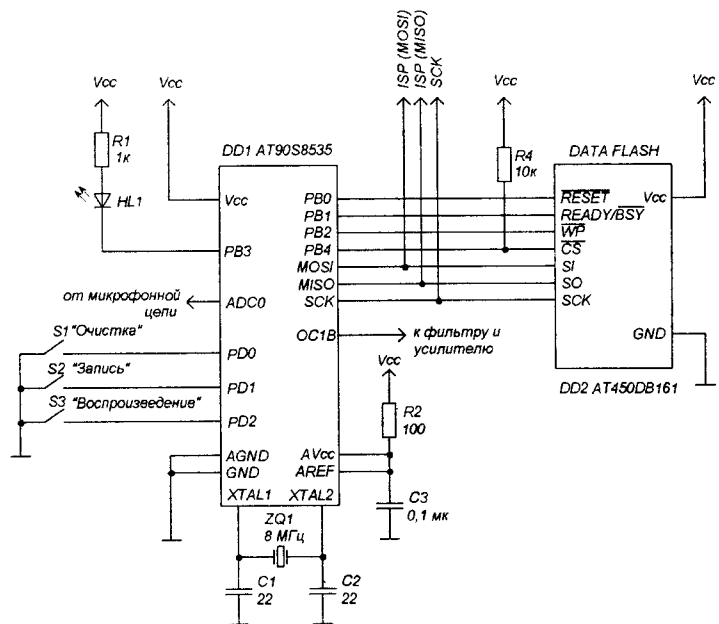 ISP (MOSI)
ISP (MISO)
SCK
Vcc
Vcc
Vcc
Vcc
R1
1к
HL1
DD1 AT90S8535
R4
10к
DATA FLASH
Vcc
PB3
ADC0
PD0
PD1
PD2
AGND
GND
XTAL1
XTAL2
PB0
PB1
PB2
PB4
MOSI
MISO
SCK
OC1B
AVcc
AREF
RESET
READY/BSY
WP
CS
SI
SO
SCK
Vcc
GND
DD2 AT450DB161
от микрофонной
цепи
S1 "Очистка"
S2 "Запись"
S3 "Воспроизведение"
к фильтру и
усилителю
Vcc
R2
100
C3
0,1 мк
ZQ1
8 МГц
C1
22
C2
22